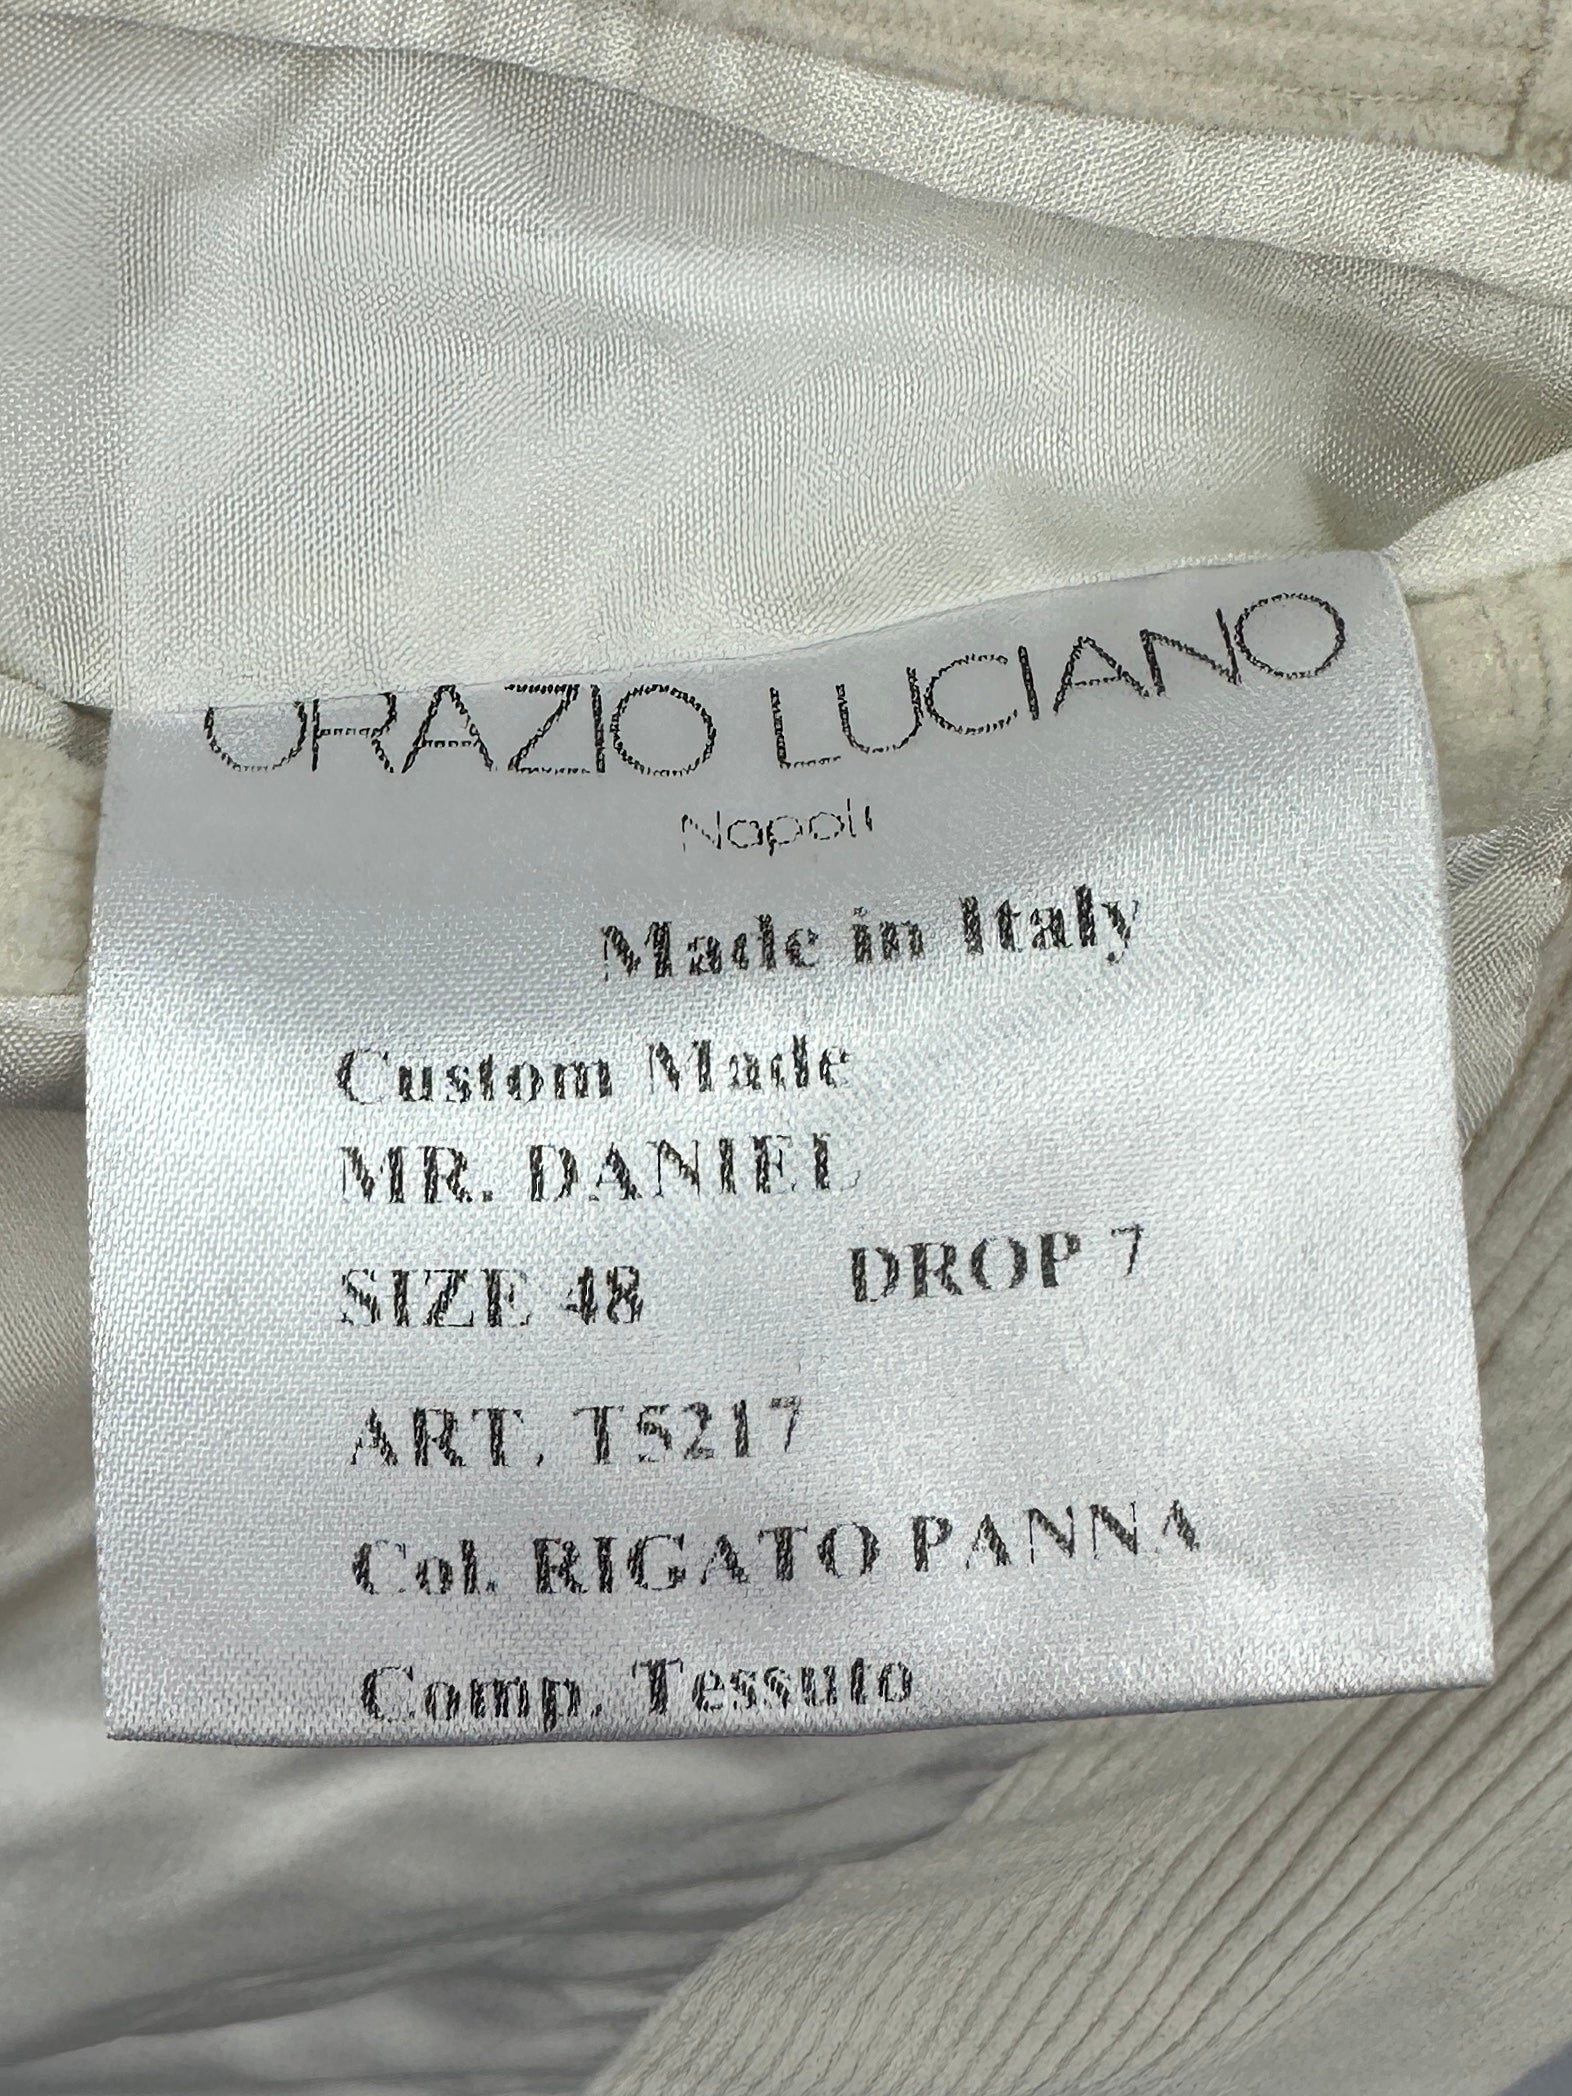 ORAZIO LUCIANO
Napoli
Made in Italy
Custom Made
MR. DANIEL
SIZE 48 DROP 7
ART. T5217
Col. RIGATO PANNA
Comp. Tessuto